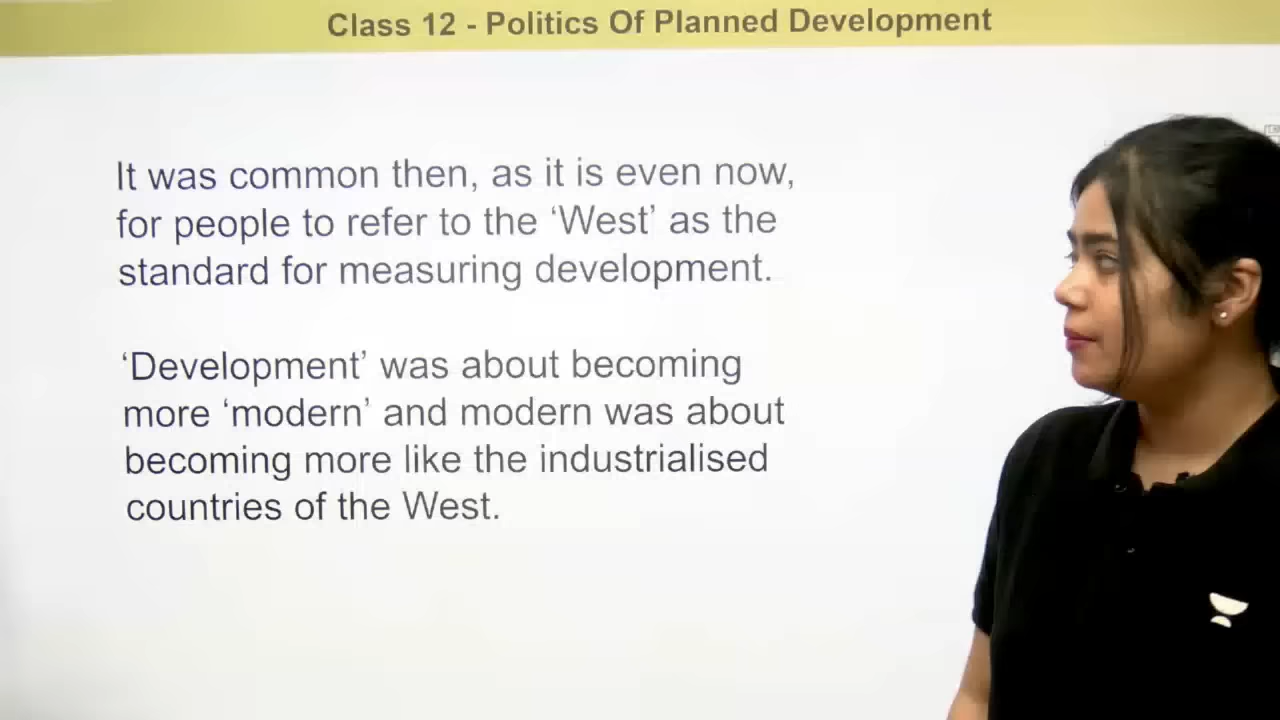 Class 12 - Politics Of Planned Development
It was common then, as it is even now,
for people to refer to the ‘West’ as the
standard for measuring development.
‘Development’ was about becoming
more ‘modern’ and modern was about
becoming more like the industrialised
countries of the West.